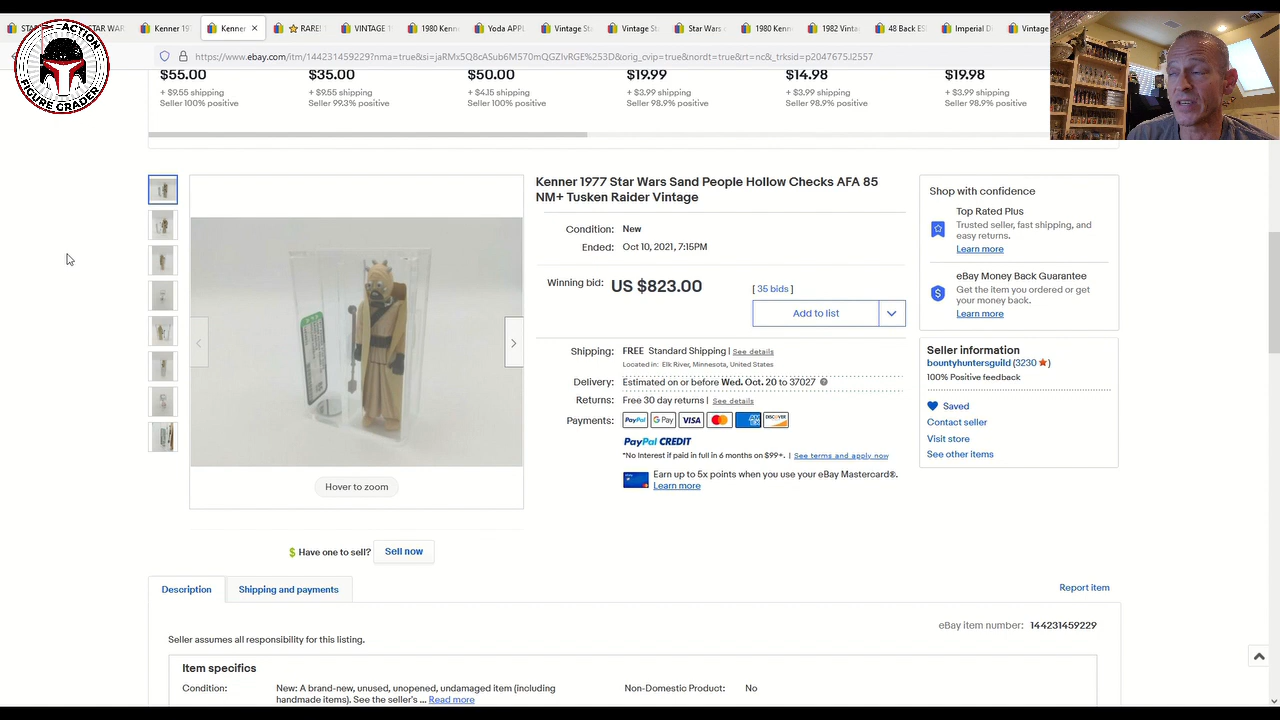 STAR
STAR WAR
Kenner 1977
Kenner
RARE!
VINTAGE
1980 Kenn
Yoda APPL
Vintage Sta
Vintage Sta
Star Wars
1980 Kenn
1982 Vinta
48 Back ES
Imperial D
Vintage
-ACTION
FIGURE GRADER
https://www.ebay.com/itm/144231459229?nma=true&si=jaRMx5Q8cASub6M570mQGZIvRGE%253D&orig_cvip=true&nordt=true&rt=nc&_trksid=p2047675.l2557
$55.00 $35.00 $50.00 $19.99 $14.98 $19.98
+ $9.55 shipping + $9.55 shipping + $4.15 shipping + $3.99 shipping + $3.99 shipping + $3.99 shipping
Seller 100% positive Seller 99.3% positive Seller 100% positive Seller 98.9% positive Seller 98.9% positive Seller 98.9% positive
Kenner 1977 Star Wars Sand People Hollow Checks AFA 85
NM+ Tusken Raider Vintage
Condition: New
Ended: Oct 10, 2021, 7:15PM
Winning bid: US $823.00 [ 35 bids ]
Add to list
Shipping: FREE Standard Shipping | See details
Located in: Elk River, Minnesota, United States
Delivery: Estimated on or before Wed. Oct. 20 to 37027
Returns: Free 30 day returns | See details
Payments: PayPal G Pay VISA AM EX DISCOVER
PayPal CREDIT
*No Interest if paid in full in 6 months on $99+. | See terms and apply now
Earn up to 5x points when you use your eBay Mastercard®.
Learn more
Shop with confidence
Top Rated Plus
Trusted seller, fast shipping, and
easy returns.
Learn more
eBay Money Back Guarantee
Get the item you ordered or get
your money back.
Learn more
Seller information
bountyhuntersguild (3230 )
100% Positive feedback
Saved
Contact seller
Visit store
See other items
Hover to zoom
Have one to sell? Sell now
Description Shipping and payments
Report item
eBay item number: 144231459229
Seller assumes all responsibility for this listing.
Item specifics
Condition: New: A brand-new, unused, unopened, undamaged item (including
handmade items). See the seller's ... Read more
Non-Domestic Product: No